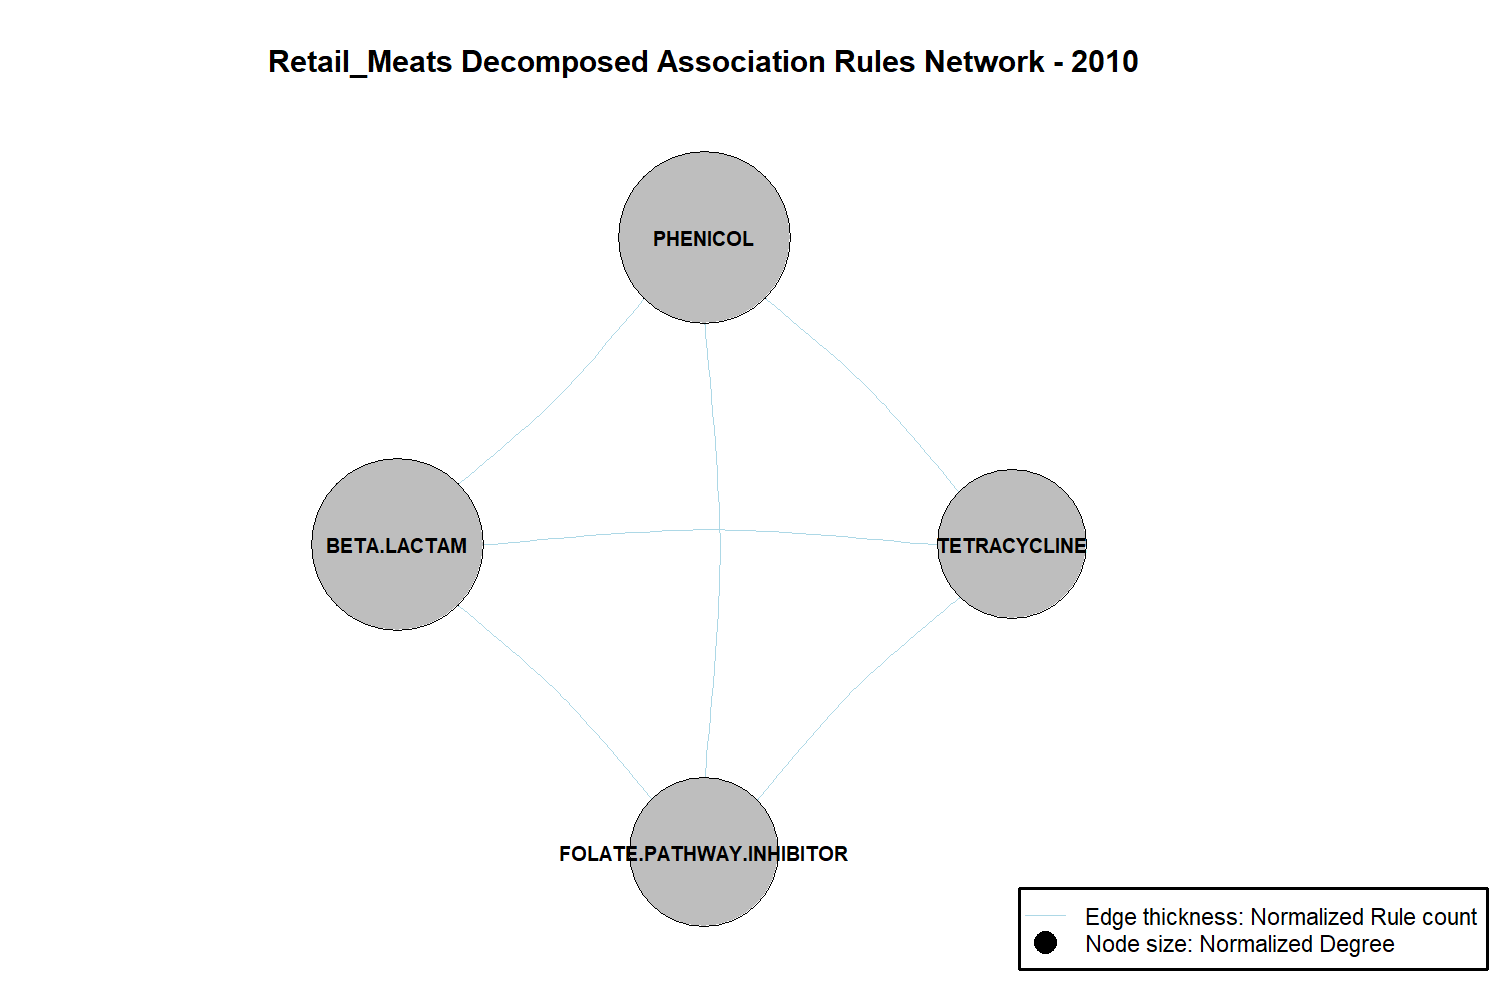 Retail_Meats Decomposed Association Rules Network - 2010
PHENICOL
BETA.LACTAM
TETRACYCLINE
FOLATE.PATHWAY.INHIBITOR
Edge thickness: Normalized Rule count
Node size: Normalized Degree